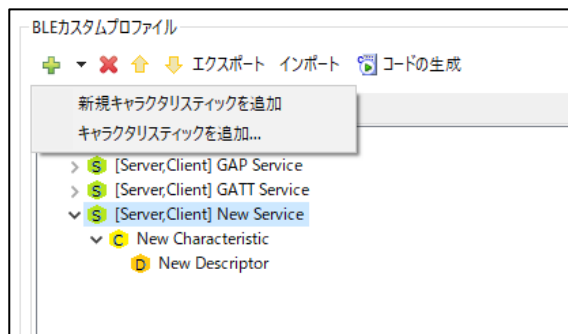 BLEカスタムプロファイル
エクスポート インポート コードの生成
新規キャラクタリスティックを追加
キャラクタリスティックを追加...
S [Server,Client] GAP Service
S [Server,Client] GATT Service
S [Server,Client] New Service
C New Characteristic
D New Descriptor